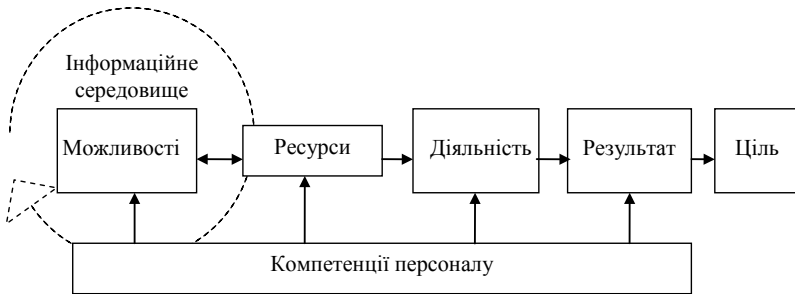 Інформаційне
середовище
Можливості
Ресурси
Діяльність
Результат
Ціль
Компетенції персоналу